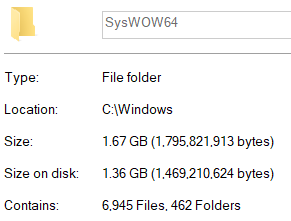 SysWOW64
Type: File folder
Location: C:\Windows
Size: 1.67 GB (1,795,821,913 bytes)
Size on disk: 1.36 GB (1,469,210,624 bytes)
Contains: 6,945 Files, 462 Folders